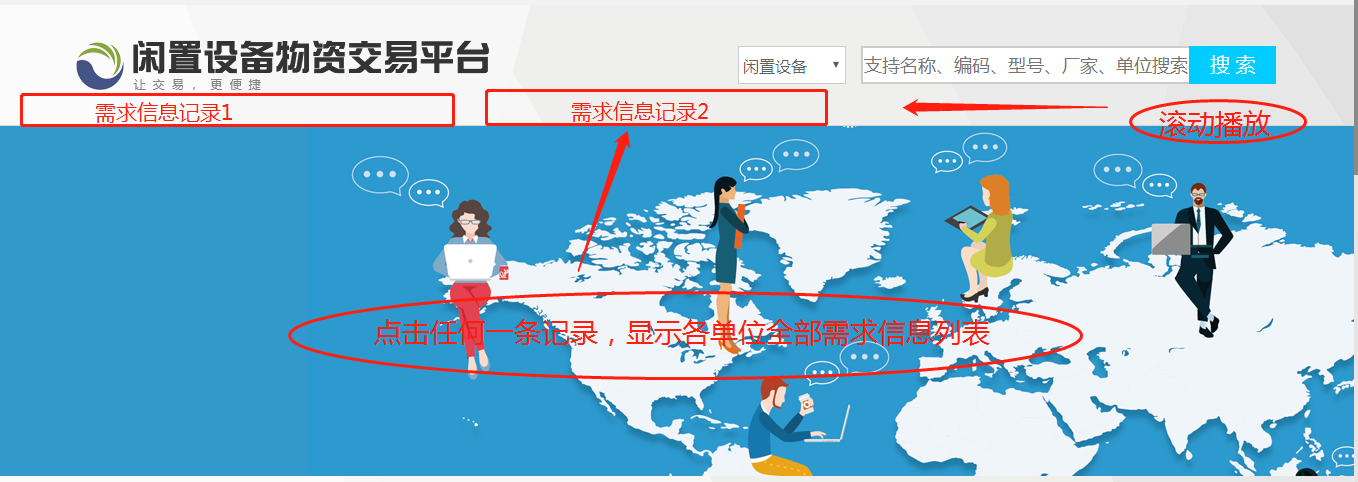 闲置设备物资交易平台
让交易，更便捷
闲置设备
支持名称、编码、型号、厂家、单位搜索
搜索
需求信息记录1
需求信息记录2
滚动播放
点击任何一条记录，显示各单位全部需求信息列表